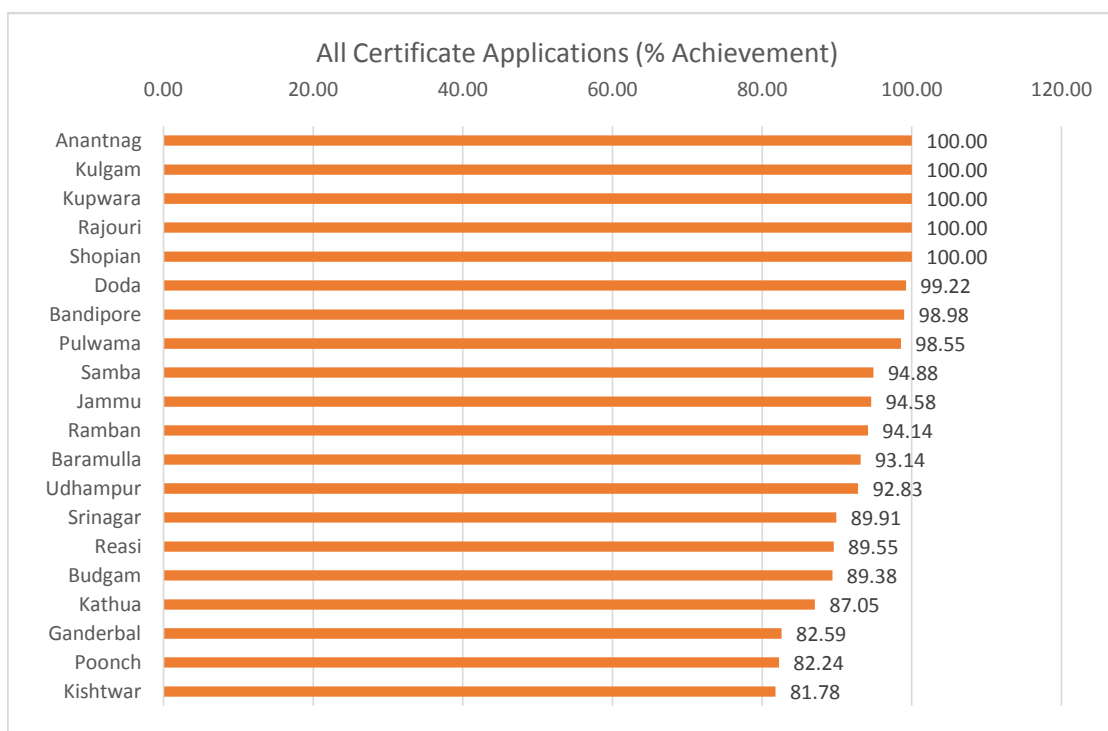 All Certificate Applications (% Achievement)
0.00 20.00 40.00 60.00 80.00 100.00 120.00
Anantnag 100.00
Kulgam 100.00
Kupwara 100.00
Rajouri 100.00
Shopian 100.00
Doda 99.22
Bandipore 98.98
Pulwama 98.55
Samba 94.88
Jammu 94.58
Ramban 94.14
Baramulla 93.14
Udhampur 92.83
Srinagar 89.91
Reasi 89.55
Budgam 89.38
Kathua 87.05
Ganderbal 82.59
Poonch 82.24
Kishtwar 81.78